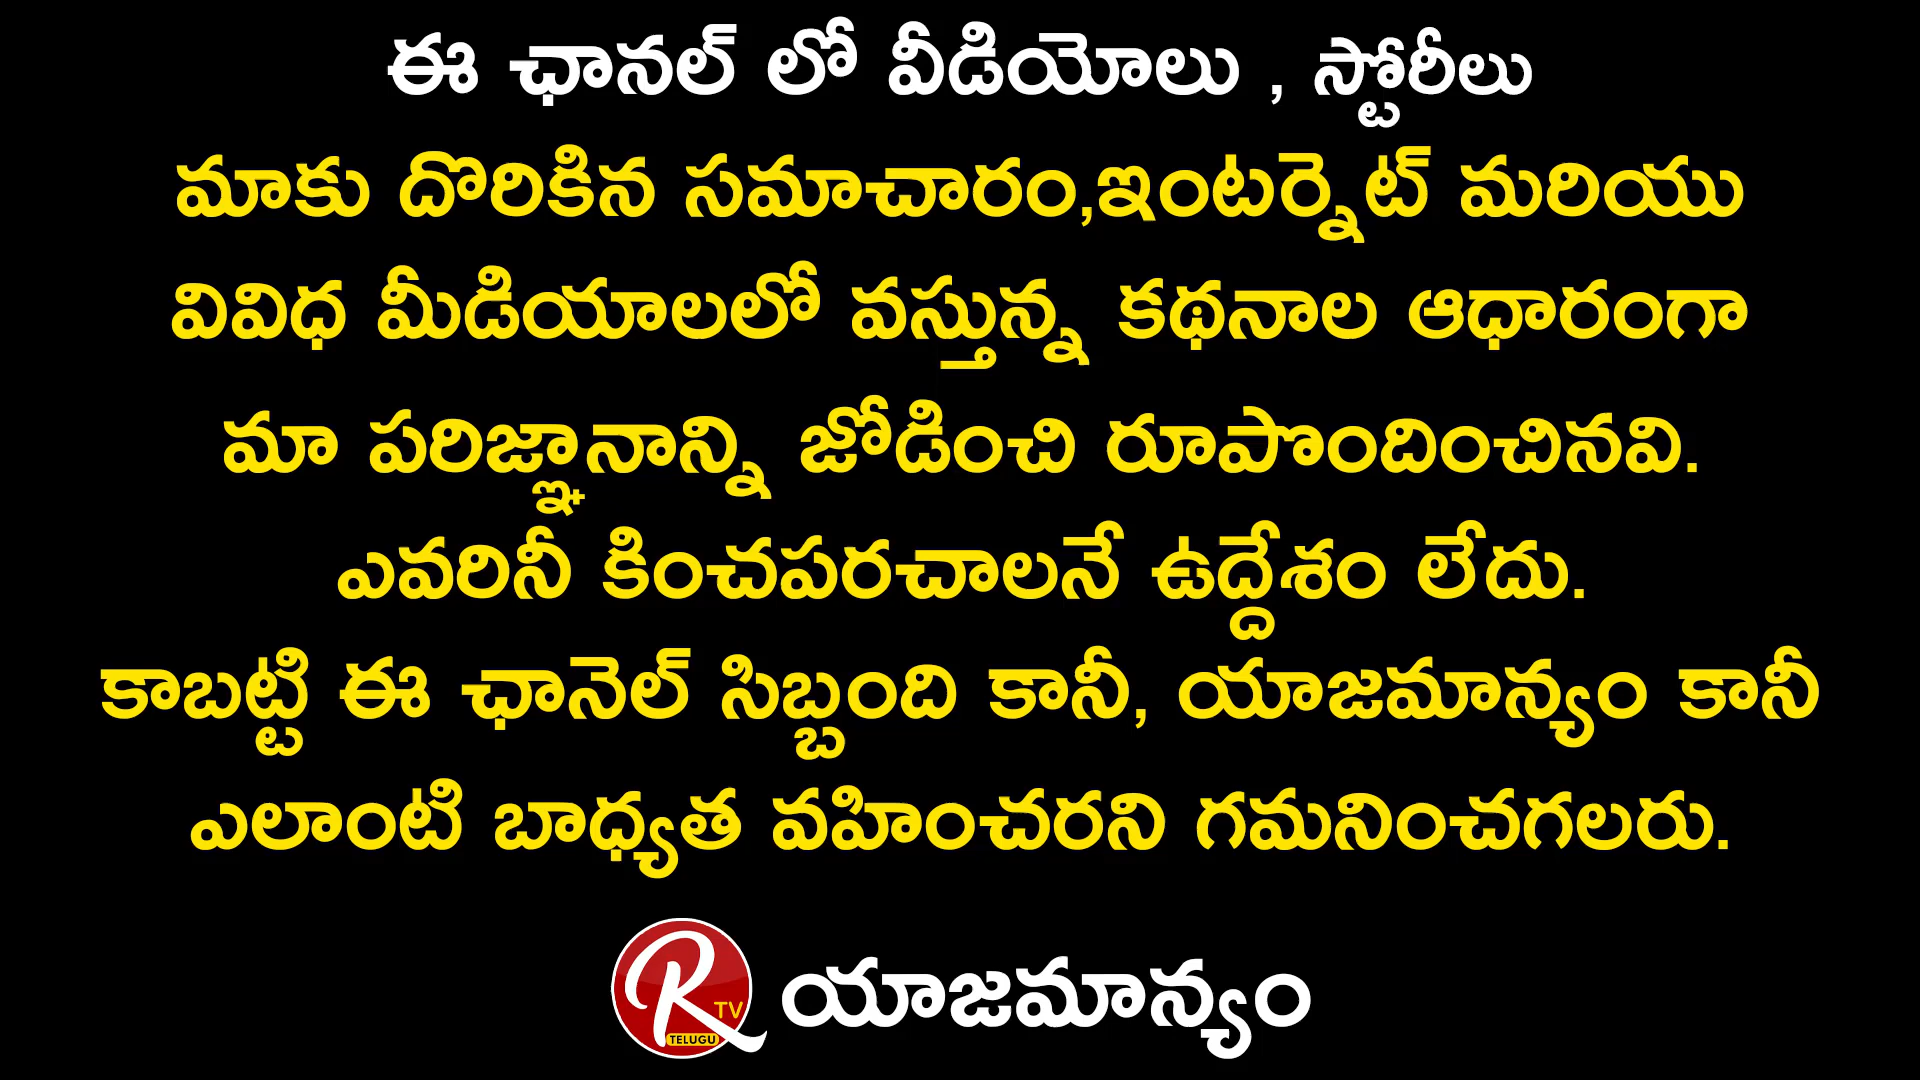 ఈ ఛానల్ లో వీడియోలు , స్టోరీలు
మాకు దొరికిన సమాచారం,ఇంటర్నెట్ మరియు
వివిధ మీడియాలలో వస్తున్న కథనాల ఆధారంగా
మా పరిజ్ఞానాన్ని జోడించి రూపొందించినవి.
ఎవరినీ కించపరచాలనే ఉద్దేశం లేదు.
కాబట్టి ఈ ఛానెల్ సిబ్బంది కానీ, యాజమాన్యం కానీ
ఎలాంటి బాధ్యత వహించరని గమనించగలరు.
R TV TELUGU యాజమాన్యం